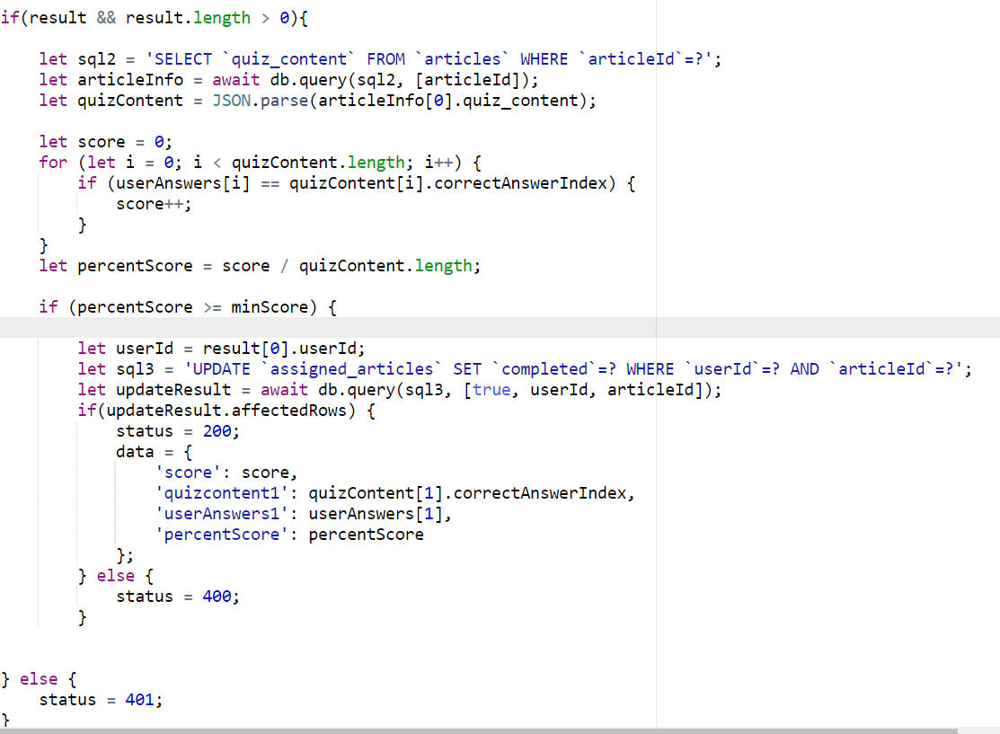 if(result && result.length > 0){
let sql2 = 'SELECT `quiz_content` FROM `articles` WHERE `articleId`=?';
let articleInfo = await db.query(sql2, [articleId]);
let quizContent = JSON.parse(articleInfo[0].quiz_content);
let score = 0;
for (let i = 0; i < quizContent.length; i++) {
if (userAnswers[i] == quizContent[i].correctAnswerIndex) {
score++;
}
}
let percentScore = score / quizContent.length;
if (percentScore >= minScore) {
let userId = result[0].userId;
let sql3 = 'UPDATE `assigned_articles` SET `completed`=? WHERE `userId`=? AND `articleId`=?';
let updateResult = await db.query(sql3, [true, userId, articleId]);
if(updateResult.affectedRows) {
status = 200;
data = {
'score': score,
'quizcontent1': quizContent[1].correctAnswerIndex,
'userAnswers1': userAnswers[1],
'percentScore': percentScore
};
} else {
status = 400;
}
} else {
status = 401;
}